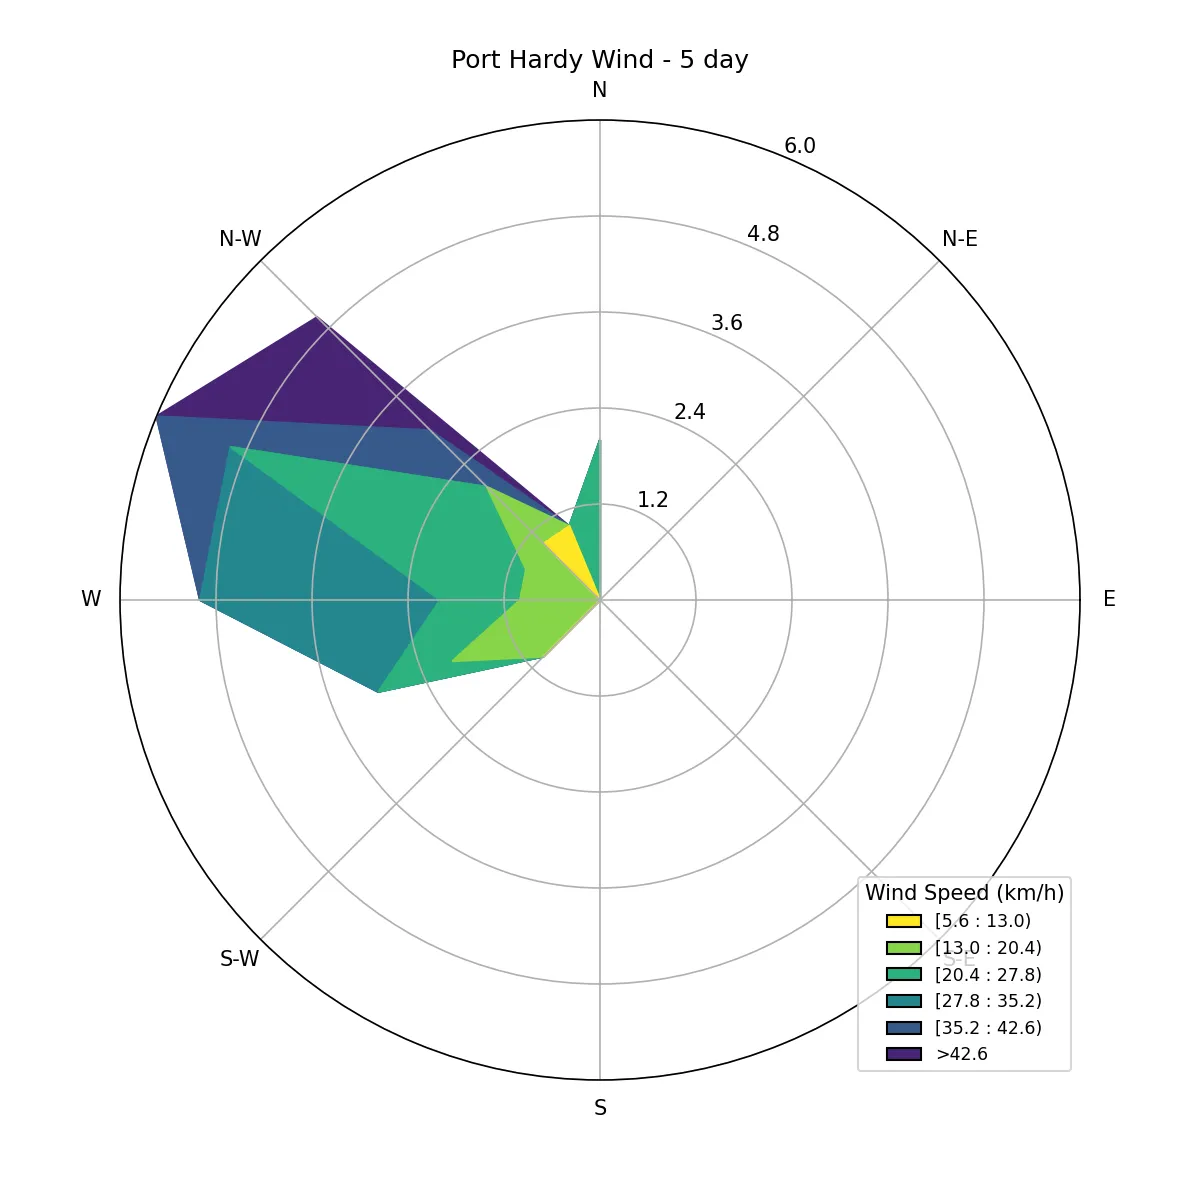 Port Hardy Wind - 5 day
N
6.0
N-W
4.8
N-E
3.6
2.4
1.2
W
E
Wind Speed (km/h)
[5.6 : 13.0)
[13.0 : 20.4)
S-W
S-E
[20.4 : 27.8)
[27.8 : 35.2)
[35.2 : 42.6)
>42.6
S